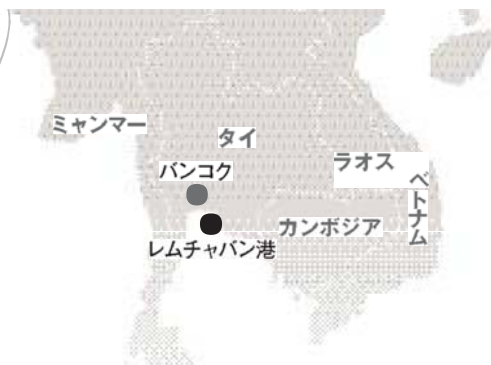 ミャンマー
タイ
バンコク
ラオス
ベトナム
カンボジア
レムチャバン港